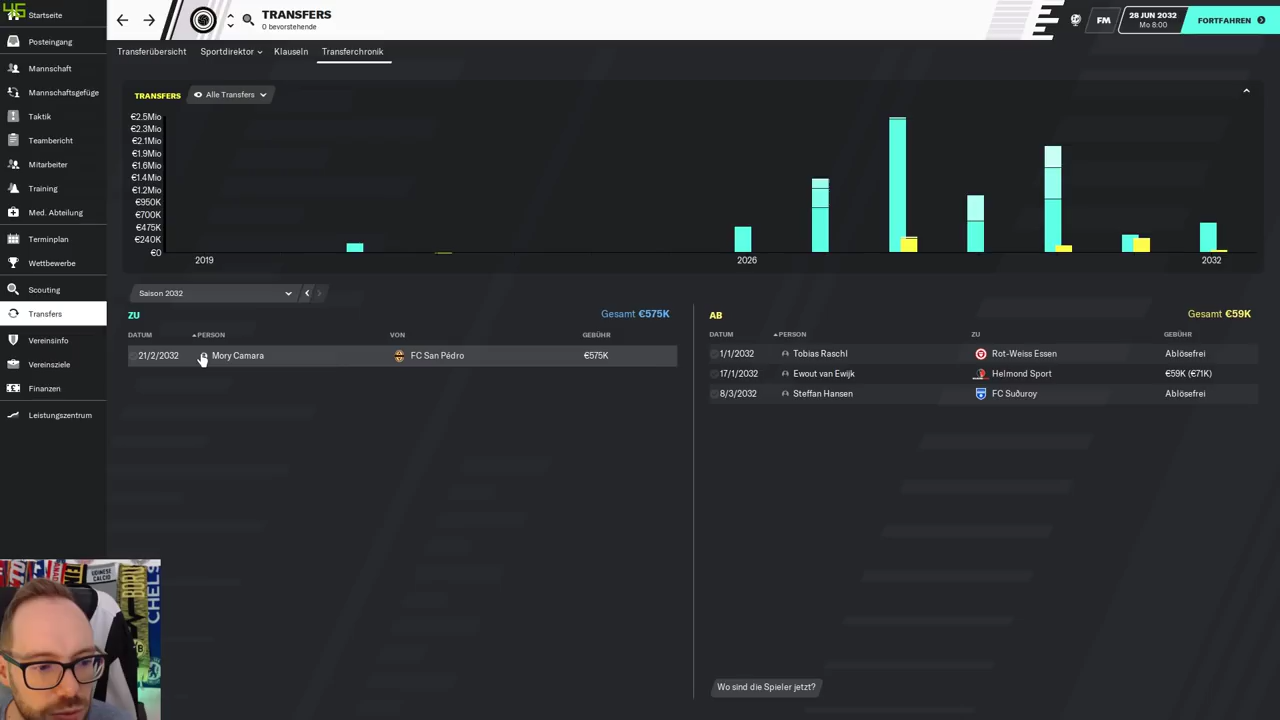 45
Startseite
TRANSFERS
0 bevorstehende
FM
28 JUN 2032
Mo 8:00
FORTFAHREN
Posteingang
Transferübersicht
Sportdirektor
Klauseln
Transferchronik
Mannschaft
Mannschaftsgefüge
TRANSFERS
Alle Transfers
Taktik
€2.5Mio
€2.3Mio
Teambericht
€2.1Mio
€1.9Mio
Mitarbeiter
€1.6Mio
€1.4Mio
Training
€1.2Mio
€950K
Med. Abteilung
€700K
€475K
Terminplan
€240K
€0
Wettbewerbe
2019
2026
2032
Scouting
Saison 2032
Transfers
ZU
Gesamt €575K
AB
Gesamt €59K
DATUM
PERSON
VON
GEBÜHR
DATUM
PERSON
ZU
GEBÜHR
Vereinsinfo
21/2/2032
Mory Camara
FC San Pédro
€575K
1/1/2032
Tobias Raschl
Rot-Weiss Essen
Ablösefrei
Vereinsziele
17/1/2032
Ewout van Ewijk
Helmond Sport
€59K (€71K)
Finanzen
8/3/2032
Steffan Hansen
FC Suðuroy
Ablösefrei
Leistungszentrum
UDINESE
CALCIO
BORU
CHELS
Wo sind die Spieler jetzt?